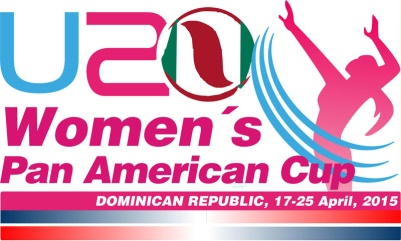 U20
Women´s
Pan American Cup
DOMINICAN REPUBLIC, 17-25 April, 2015